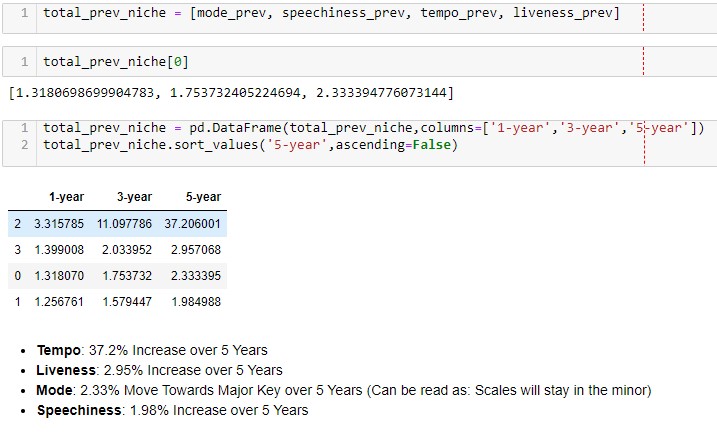 1 total_prev_niche = [mode_prev, speechiness_prev, tempo_prev, liveness_prev]
1 total_prev_niche[0]
[1.3180698699904783, 1.753732405224694, 2.333394776073144]
1 total_prev_niche = pd.DataFrame(total_prev_niche,columns=['1-year','3-year','5-year'])
2 total_prev_niche.sort_values('5-year',ascending=False)
1-year 3-year 5-year
2 3.315785 11.097786 37.206001
3 1.399008 2.033952 2.957068
0 1.318070 1.753732 2.333395
1 1.256761 1.579447 1.984988
• Tempo: 37.2% Increase over 5 Years
• Liveness: 2.95% Increase over 5 Years
• Mode: 2.33% Move Towards Major Key over 5 Years (Can be read as: Scales will stay in the minor)
• Speechiness: 1.98% Increase over 5 Years